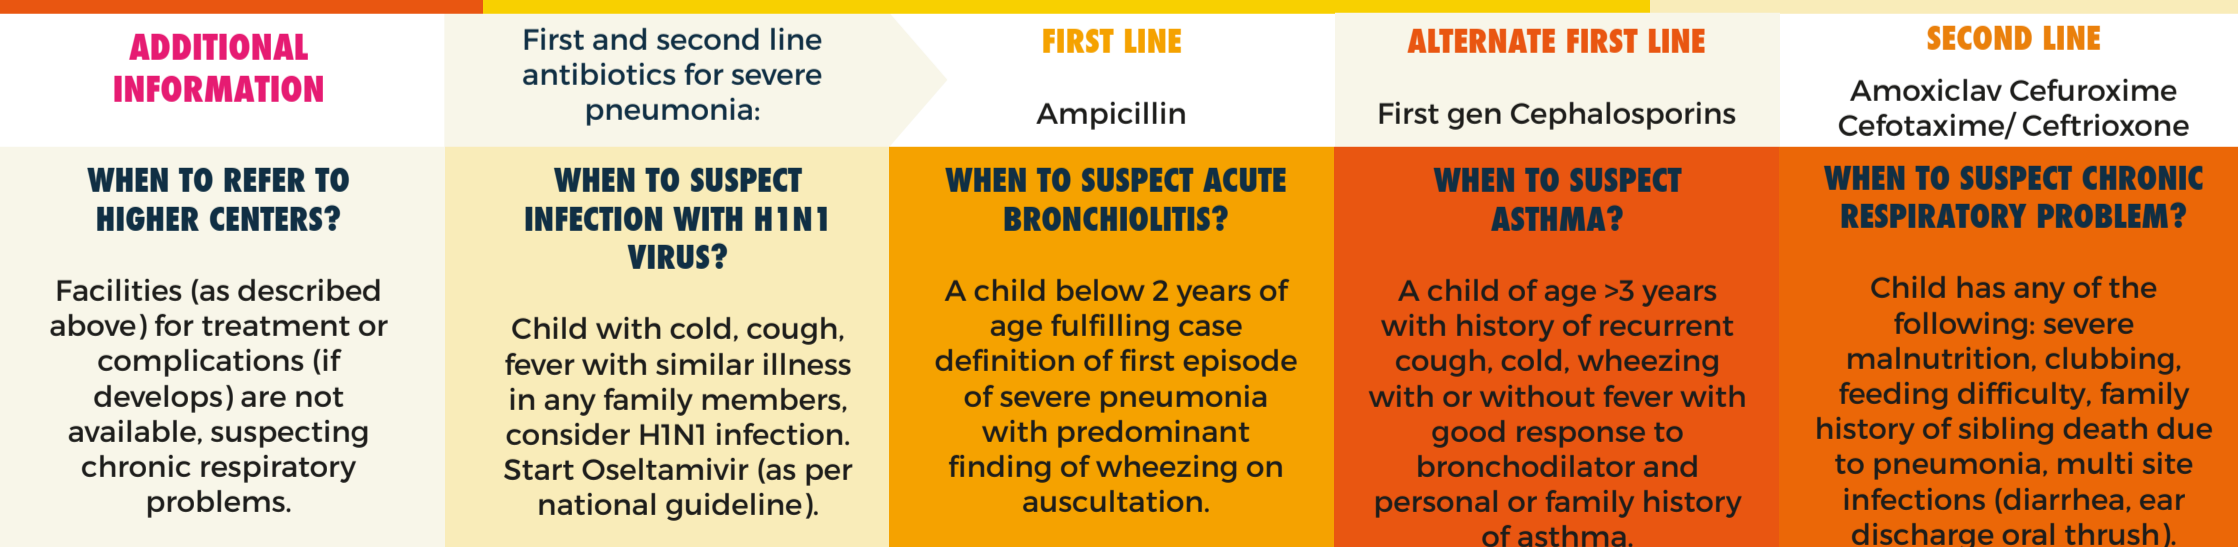 ADDITIONAL
INFORMATION
First and second line
antibiotics for severe
pneumonia:
FIRST LINE
Ampicillin
ALTERNATE FIRST LINE
First gen Cephalosporins
SECOND LINE
Amoxiclav Cefuroxime
Cefotaxime/ Ceftrioxone
WHEN TO REFER TO
HIGHER CENTERS?
Facilities (as described
above) for treatment or
complications (if
develops) are not
available, suspecting
chronic respiratory
problems.
WHEN TO SUSPECT
INFECTION WITH H1N1
VIRUS?
Child with cold, cough,
fever with similar illness
in any family members,
consider H1N1 infection.
Start Oseltamivir (as per
national guideline).
WHEN TO SUSPECT ACUTE
BRONCHIOLITIS?
A child below 2 years of
age fulfilling case
definition of first episode
of severe pneumonia
with predominant
finding of wheezing on
auscultation.
WHEN TO SUSPECT
ASTHMA?
A child of age >3 years
with history of recurrent
cough, cold, wheezing
with or without fever with
good response to
bronchodilator and
personal or family history
of asthma.
WHEN TO SUSPECT CHRONIC
RESPIRATORY PROBLEM?
Child has any of the
following: severe
malnutrition, clubbing,
feeding difficulty, family
history of sibling death due
to pneumonia, multi site
infections (diarrhea, ear
discharge oral thrush).